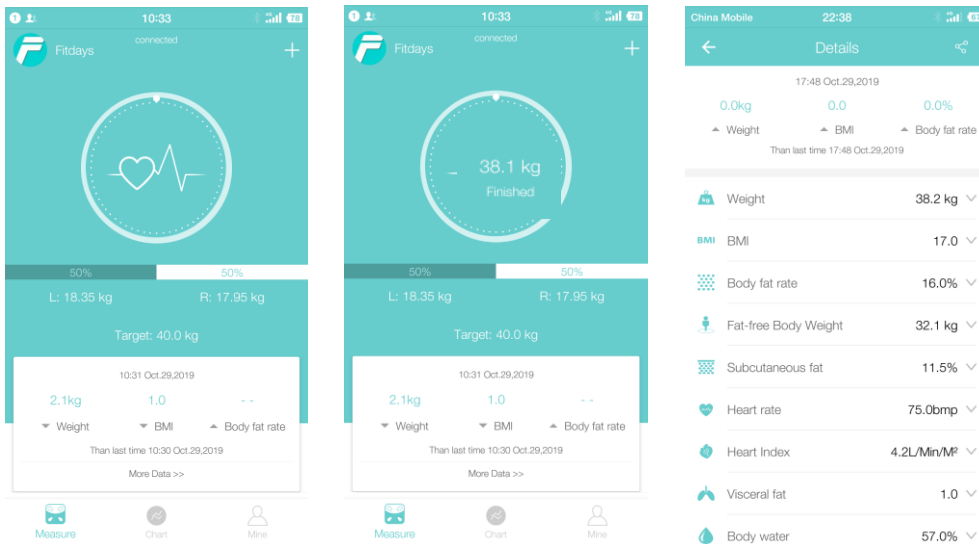 1 10:33 78
Fitdays connected +
50% 50%
L: 18.35 kg R: 17.95 kg
Target: 40.0 kg
10:31 Oct.29,2019
2.1kg 1.0 - -
Weight BMI Body fat rate
Than last time 10:30 Oct.29,2019
More Data >>
Measure Chart Mine
1 10:33 78
Fitdays connected +
38.1 kg
Finished
50% 50%
L: 18.35 kg R: 17.95 kg
Target: 40.0 kg
10:31 Oct.29,2019
2.1kg 1.0 - -
Weight BMI Body fat rate
Than last time 10:30 Oct.29,2019
More Data >>
Measure Chart Mine
China Mobile 22:38
Details
17:48 Oct.29,2019
0.0kg 0.0 0.0%
Weight BMI Body fat rate
Than last time 17:48 Oct.29,2019
kg Weight 38.2 kg
BMI BMI 17.0
Body fat rate 16.0%
Fat-free Body Weight 32.1 kg
Subcutaneous fat 11.5%
Heart rate 75.0bmp
Heart Index 4.2L/Min/M²
Visceral fat 1.0
Body water 57.0%